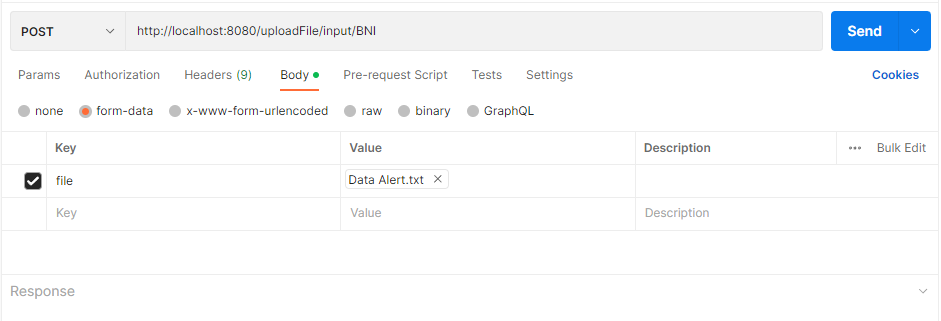 POST http://localhost:8080/uploadFile/input/BNI Send
Params Authorization Headers (9) Body Pre-request Script Tests Settings Cookies
none form-data x-www-form-urlencoded raw binary GraphQL
Key Value Description ••• Bulk Edit
file Data Alert.txt ×
Key Value Description
Response